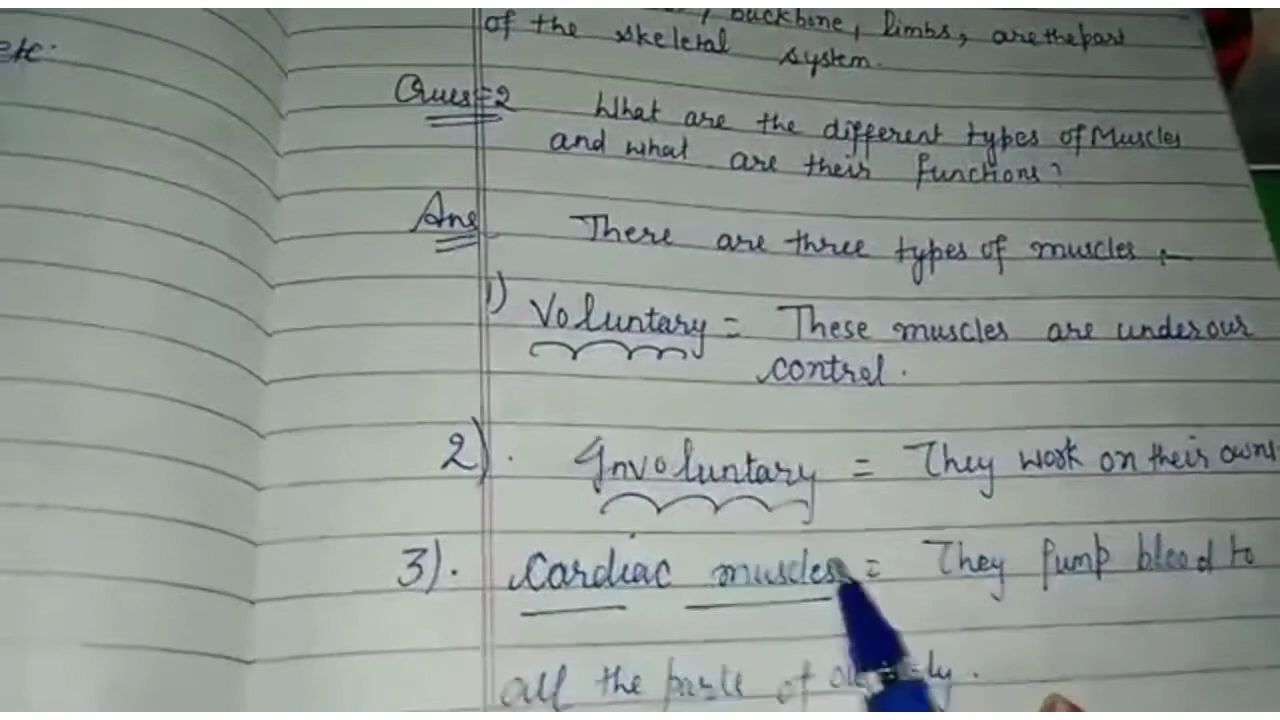 etc.
, backbone, limbs, are the part
of the skeletal system.
Ques=2 What are the different types of Muscles
and what are their functions?
Ans There are three types of muscles :-
1) Voluntary = These muscles are under our
control.
2). Involuntary = They work on their own
3). Cardiac muscles = They pump blood to
all the parts of